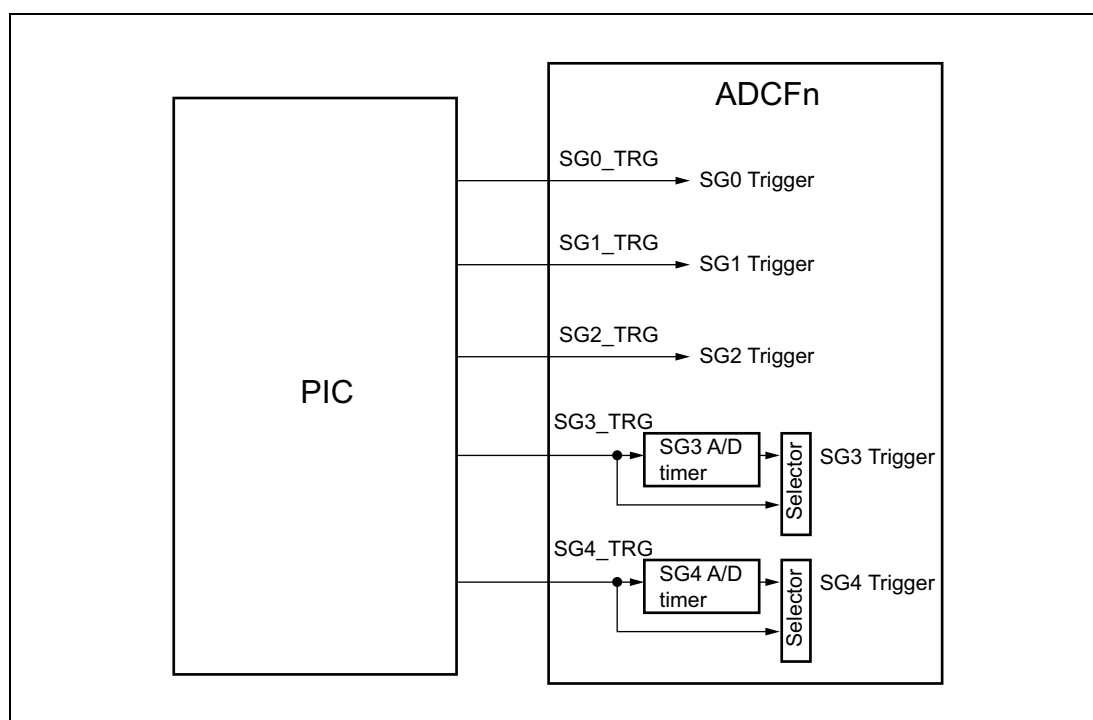 ADCFn
PIC
SG0_TRG
SG0 Trigger
SG1_TRG
SG1 Trigger
SG2_TRG
SG2 Trigger
SG3_TRG
SG3 A/D
timer
Selector
SG3 Trigger
SG4_TRG
SG4 A/D
timer
Selector
SG4 Trigger